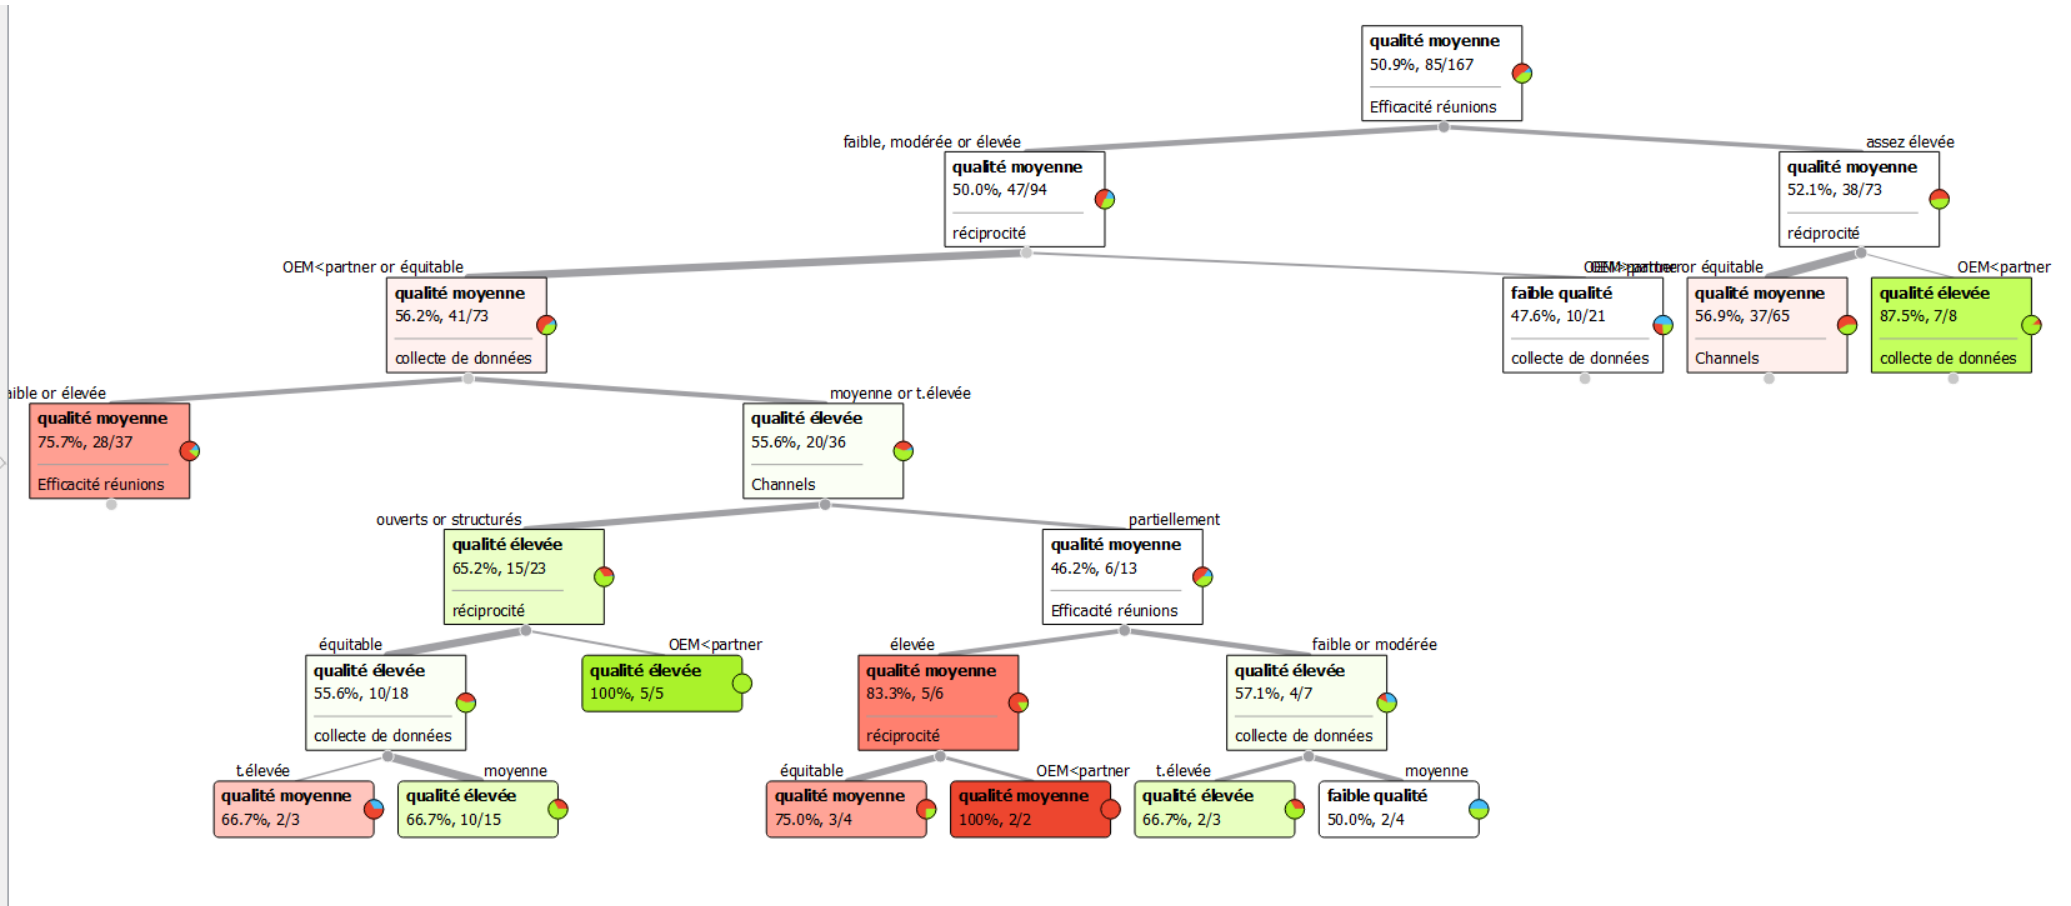 qualité moyenne
50.9%, 85/167
Efficacité réunions
faible, modérée or élevée
assez élevée
qualité moyenne
50.0%, 47/94
réciprocité
qualité moyenne
52.1%, 38/73
réciprocité
OEM<partner or équitable
or équitable
OEM<partner
qualité moyenne
56.2%, 41/73
collecte de données
faible qualité
47.6%, 10/21
collecte de données
qualité moyenne
56.9%, 37/65
Channels
qualité élevée
87.5%, 7/8
collecte de données
aible or élevée
moyenne or t.élevée
qualité moyenne
75.7%, 28/37
Efficacité réunions
qualité élevée
55.6%, 20/36
Channels
ouverts or structurés
partiellement
qualité élevée
65.2%, 15/23
réciprocité
qualité moyenne
46.2%, 6/13
Efficacité réunions
équitable
OEM<partner
élevée
faible or modérée
qualité élevée
55.6%, 10/18
collecte de données
qualité élevée
100%, 5/5
qualité moyenne
83.3%, 5/6
réciprocité
qualité élevée
57.1%, 4/7
collecte de données
t.élevée
moyenne
équitable
OEM<partner
t.élevée
moyenne
qualité moyenne
66.7%, 2/3
qualité élevée
66.7%, 10/15
qualité moyenne
75.0%, 3/4
qualité moyenne
100%, 2/2
qualité élevée
66.7%, 2/3
faible qualité
50.0%, 2/4